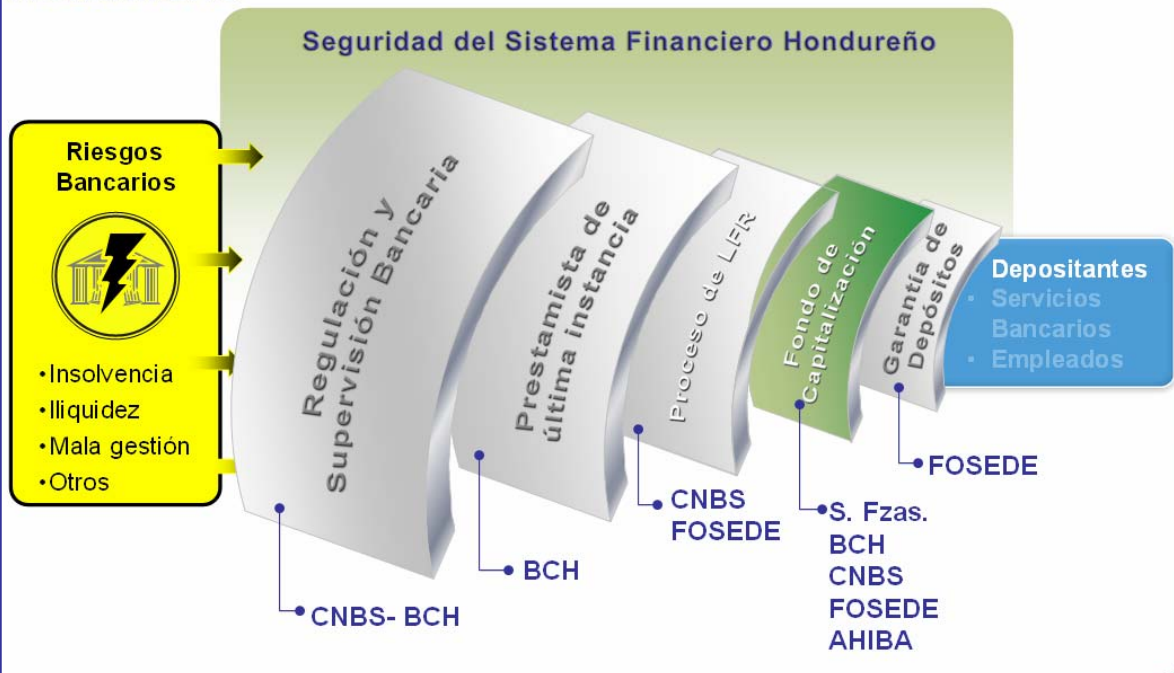 Seguridad del Sistema Financiero Hondureño
Riesgos
Bancarios
•Insolvencia
•Iliquidez
•Mala gestión
•Otros
Regulación y
Supervisión Bancaria
Prestamista de
última instancia
Proceso de LFR
Fondo de
Capitalización
Garantía de
Depósitos
Depositantes
• Servicios
Bancarios
• Empleados
CNBS- BCH
BCH
CNBS
FOSEDE
S. Fzas.
BCH
CNBS
FOSEDE
AHIBA
FOSEDE